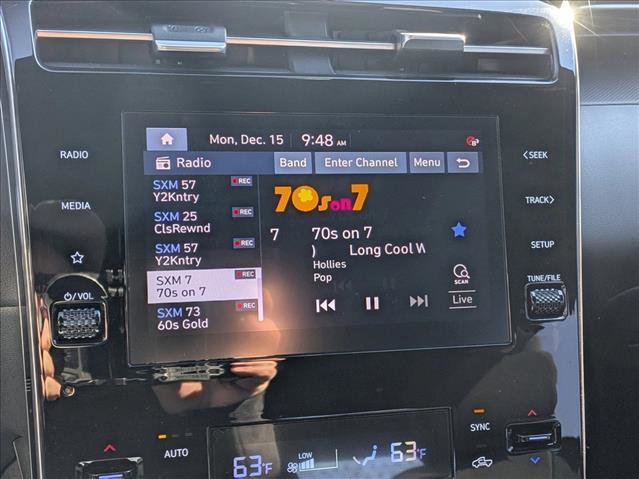 Mon, Dec. 15 9:48 AM
RADIO
MEDIA
POWER/VOL
Radio Band Enter Channel Menu
SXM 57 REC
Y2Kntry
SXM 25 REC
ClsRewnd
SXM 57 REC
Y2Kntry
SXM 7 REC
70s on 7
SXM 73 REC
60s Gold
70s on 7
7 70s on 7
) Long Cool W
Hollies
Pop
SCAN
Live
< SEEK
TRACK >
SETUP
TUNE/FILE
AUTO
63°F
LOW
63°F
SYNC